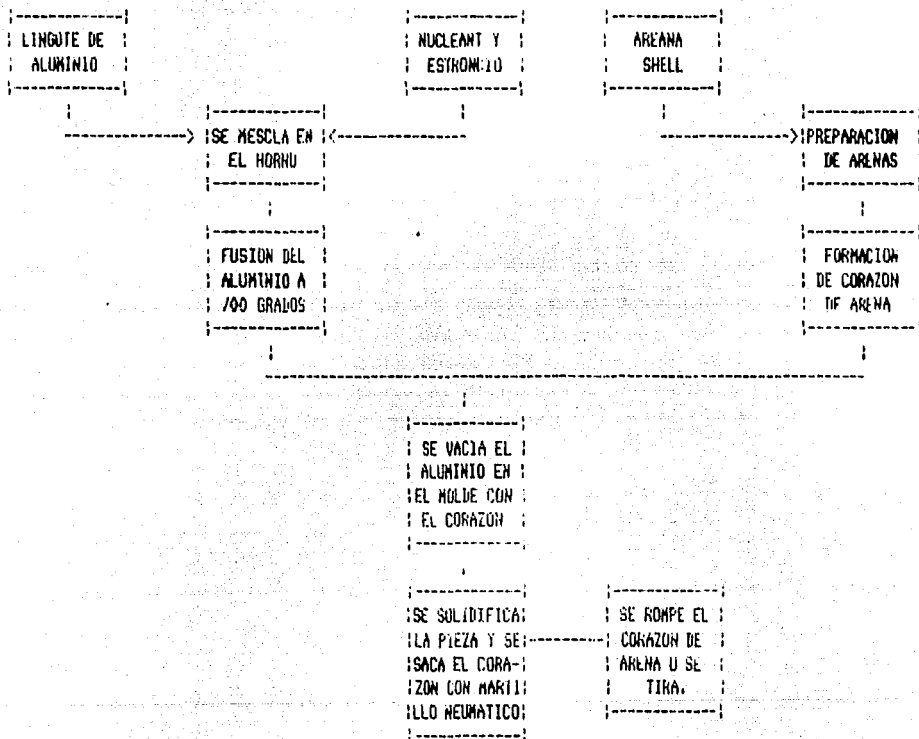 LINGOTE DE
ALUMINIO
NUCLEANT Y
ESTRONCIO
AREANA
SHELL
SE MESCLA EN
EL HORNO
PREPARACION
DE ARENAS
FUSION DEL
ALUMINIO A
700 GRADOS
FORMACION
DE CORAZON
DE ARENA
SE VACIA EL
ALUMINIO EN
EL MOLDE CON
EL CORAZON
SE SOLIDIFICA
LA PIEZA Y SE
SACA EL CORA-
ZON CON MARTI
LLO NEUMATICO
SE ROMPE EL
CORAZON DE
ARENA O SE
TIRA.